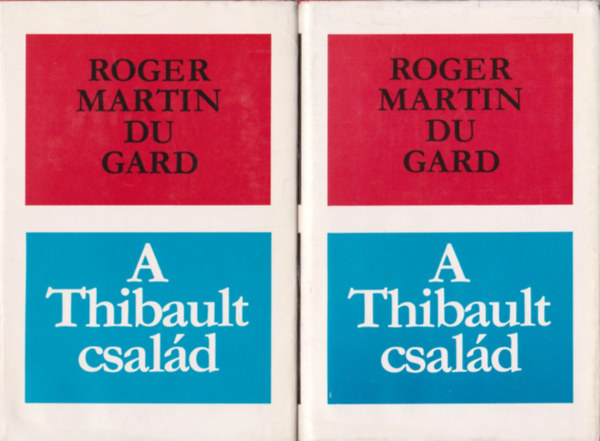 ROGER
MARTIN
DU
GARD
A
Thibault
család
ROGER
MARTIN
DU
GARD
A
Thibault
család